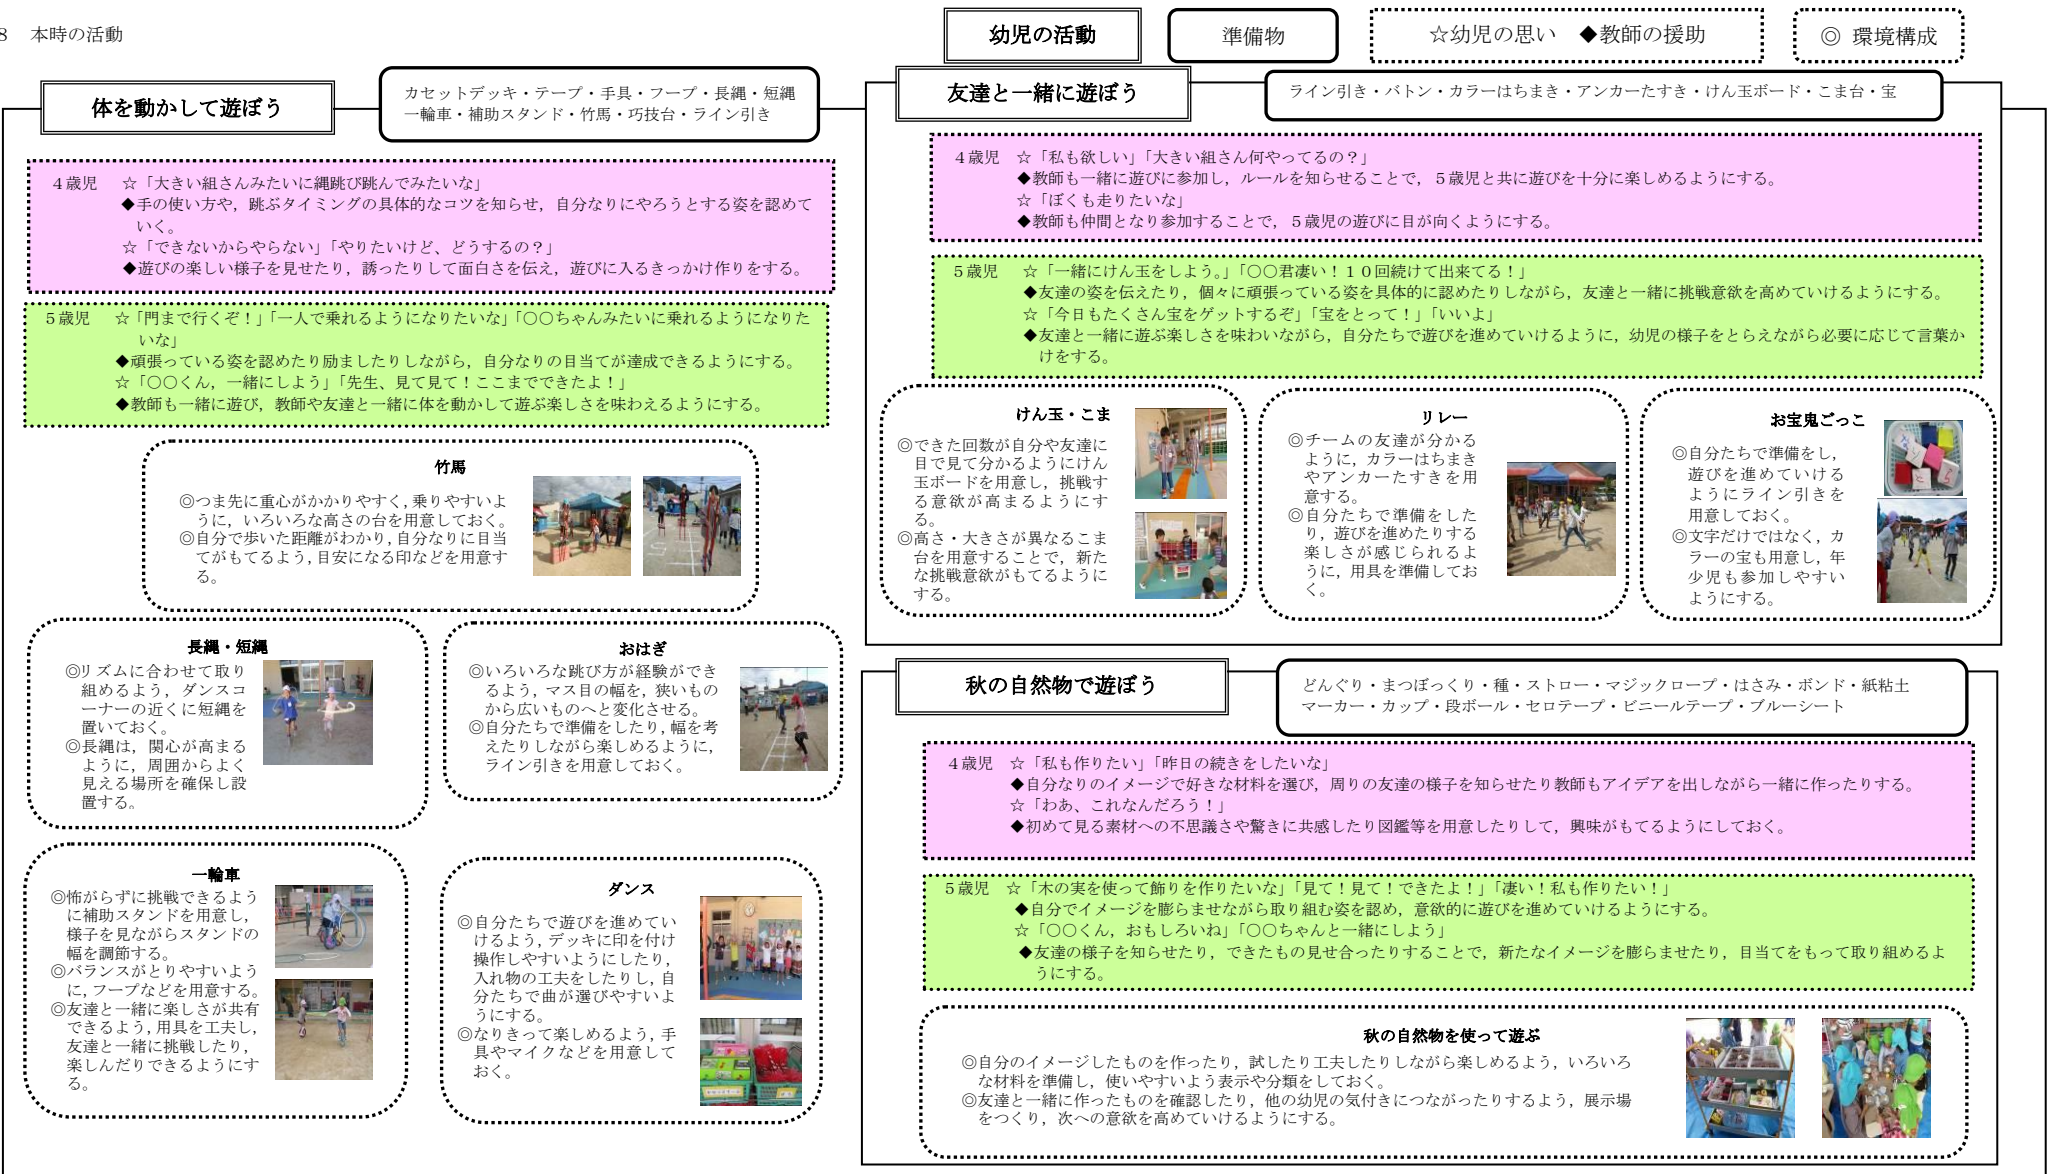 8　本時の活動
幼児の活動
準備物
☆幼児の思い　◆教師の援助
◎ 環境構成
体を動かして遊ぼう
カセットデッキ・テープ・手具・フープ・長縄・短縄
一輪車・補助スタンド・竹馬・巧技台・ライン引き
４歳児　☆「大きい組さんみたいに縄跳び跳んでみたいな」
◆手の使い方や，跳ぶタイミングの具体的なコツを知らせ，自分なりにやろうとする姿を認めて
いく。
☆「できないからやらない」「やりたいけど、どうするの？」
◆遊びの楽しい様子を見せたり，誘ったりして面白さを伝え，遊びに入るきっかけ作りをする。
５歳児　☆「門まで行くぞ！」「一人で乗れるようになりたいな」「〇〇ちゃんみたいに乗れるようになりた
いな」
◆頑張っている姿を認めたり励ましたりしながら，自分なりの目当てが達成できるようにする。
☆「〇〇くん，一緒にしよう」「先生、見て見て！ここまでできたよ！」
◆教師も一緒に遊び，教師や友達と一緒に体を動かして遊ぶ楽しさを味わえるようにする。
竹馬
◎つま先に重心がかかりやすく，乗りやすいよ
うに，いろいろな高さの台を用意しておく。
◎自分で歩いた距離がわかり，自分なりに目当
てがもてるよう，目安になる印などを用意す
る。
長縄・短縄
◎リズムに合わせて取り
組めるよう，ダンスコ
ーナーの近くに短縄を
置いておく。
◎長縄は，関心が高まる
ように，周囲からよく
見える場所を確保し設
置する。
おはぎ
◎いろいろな跳び方が経験ができ
るよう，マス目の幅を，狭いもの
から広いものへと変化させる。
◎自分たちで準備をしたり，幅を考
えたりしながら楽しめるように，
ライン引きを用意しておく。
一輪車
◎怖がらずに挑戦できるよう
に補助スタンドを用意し，
様子を見ながらスタンドの
幅を調節する。
◎バランスがとりやすいよう
に，フープなどを用意する。
◎友達と一緒に楽しさが共有
できるよう，用具を工夫し，
友達と一緒に挑戦したり，
楽しんだりできるようにす
る。
ダンス
◎自分たちで遊びを進めてい
けるよう，デッキに印を付け
操作しやすいようにしたり，
入れ物の工夫をしたりし，自
分たちで曲が選びやすいよ
うにする。
◎なりきって楽しめるよう，手
具やマイクなどを用意して
おく。
友達と一緒に遊ぼう
ライン引き・バトン・カラーはちまき・アンカーたすき・けん玉ボード・こま台・宝
４歳児　☆「私も欲しい」「大きい組さん何やってるの？」
◆教師も一緒に遊びに参加し，ルールを知らせることで，５歳児と共に遊びを十分に楽しめるようにする。
☆「ぼくも走りたいな」
◆教師も仲間となり参加することで，５歳児の遊びに目が向くようにする。
５歳児　☆「一緒にけん玉をしよう。」「〇〇君凄い！１０回続けて出来てる！」
◆友達の姿を伝えたり，個々に頑張っている姿を具体的に認めたりしながら，友達と一緒に挑戦意欲を高めていけるようにする。
☆「今日もたくさん宝をゲットするぞ」「宝をとって！」「いいよ」
◆友達と一緒に遊ぶ楽しさを味わいながら，自分たちで遊びを進めていけるように，幼児の様子をとらえながら必要に応じて言葉か
けをする。
けん玉・こま
◎できた回数が自分や友達に
目で見て分かるようにけん
玉ボードを用意し，挑戦す
る意欲が高まるようにす
る。
◎高さ・大きさが異なるこま
台を用意することで，新た
な挑戦意欲がもてるように
する。
リレー
◎チームの友達が分かる
ように，カラーはちまき
やアンカーたすきを用
意する。
◎自分たちで準備をした
り，遊びを進めたりする
楽しさが感じられるよ
うに，用具を準備してお
く。
お宝鬼ごっこ
◎自分たちで準備をし，
遊びを進めていける
ようにライン引きを
用意しておく。
◎文字だけではなく，カ
ラーの宝も用意し，年
少児も参加しやすい
ようにする。
秋の自然物で遊ぼう
どんぐり・まつぼっくり・種・ストロー・マジックロープ・はさみ・ボンド・紙粘土
マーカー・カップ・段ボール・セロテープ・ビニールテープ・ブルーシート
４歳児　☆「私も作りたい」「昨日の続きをしたいな」
◆自分なりのイメージで好きな材料を選び，周りの友達の様子を知らせたり教師もアイデアを出しながら一緒に作ったりする。
☆「わあ、これなんだろう！」
◆初めて見る素材への不思議さや驚きに共感したり図鑑等を用意したりして，興味がもてるようにしておく。
５歳児　☆「木の実を使って飾りを作りたいな」「見て！見て！できたよ！」「凄い！私も作りたい！」
◆自分でイメージを膨らませながら取り組む姿を認め，意欲的に遊びを進めていけるようにする。
☆「〇〇くん，おもしろいね」「〇〇ちゃんと一緒にしよう」
◆友達の様子を知らせたり，できたもの見せ合ったりすることで，新たなイメージを膨らませたり，目当てをもって取り組めるよ
うにする。
秋の自然物を使って遊ぶ
◎自分のイメージしたものを作ったり，試したり工夫したりしながら楽しめるよう，いろいろ
な材料を準備し，使いやすいよう表示や分類をしておく。
◎友達と一緒に作ったものを確認したり，他の幼児の気付きにつながったりするよう，展示場
をつくり，次への意欲を高めていけるようにする。